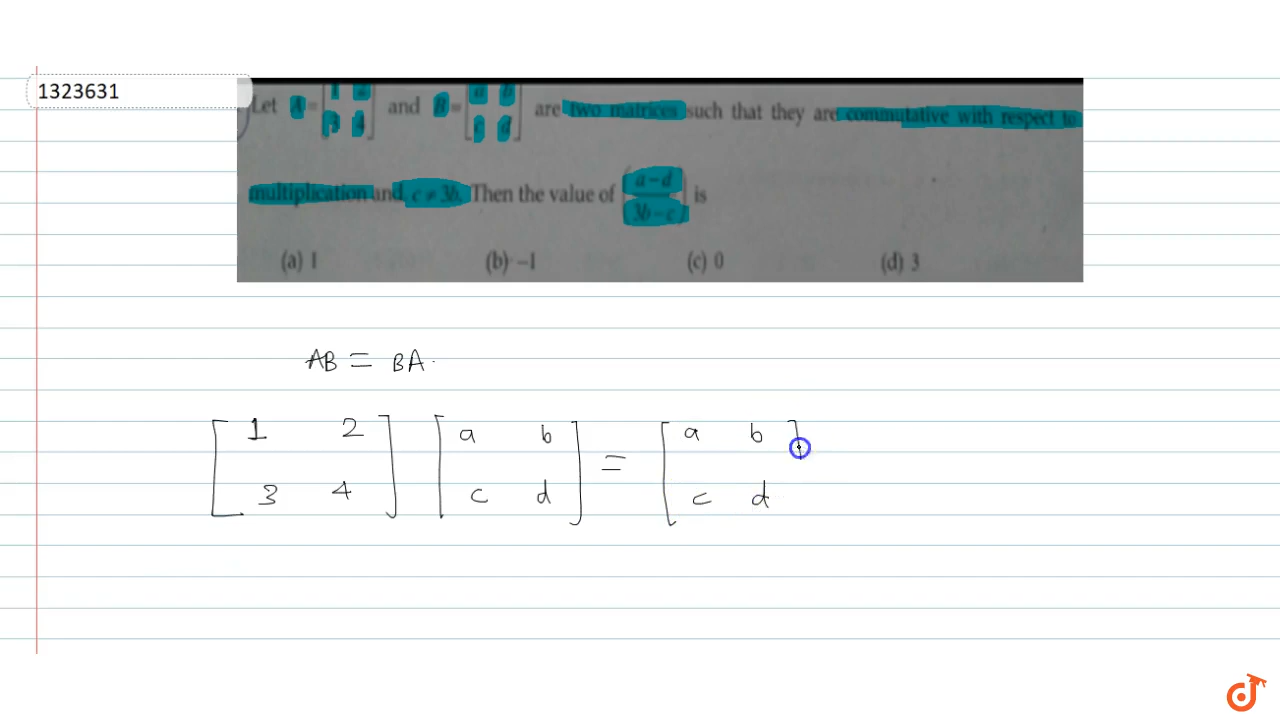 1323631
Let A = [1 2 3 4] and B = [a b c d] are two matrices such that they are commutative with respect to
multiplication and c ≠ 3b. Then the value of (a-d / 3b-c) is
(a) 1 (b) -1 (c) 0 (d) 3
AB = BA.
[1 2 3 4] [a b c d] = [a b c d]